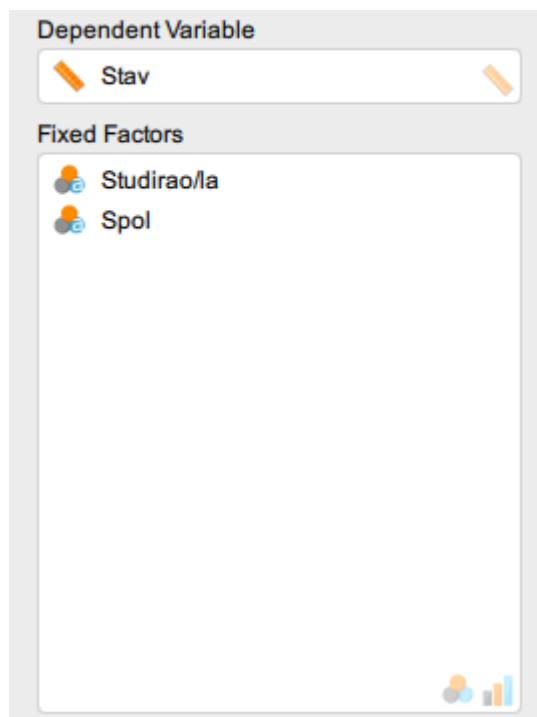 Dependent Variable
Stav
Fixed Factors
Studirao/la
Spol